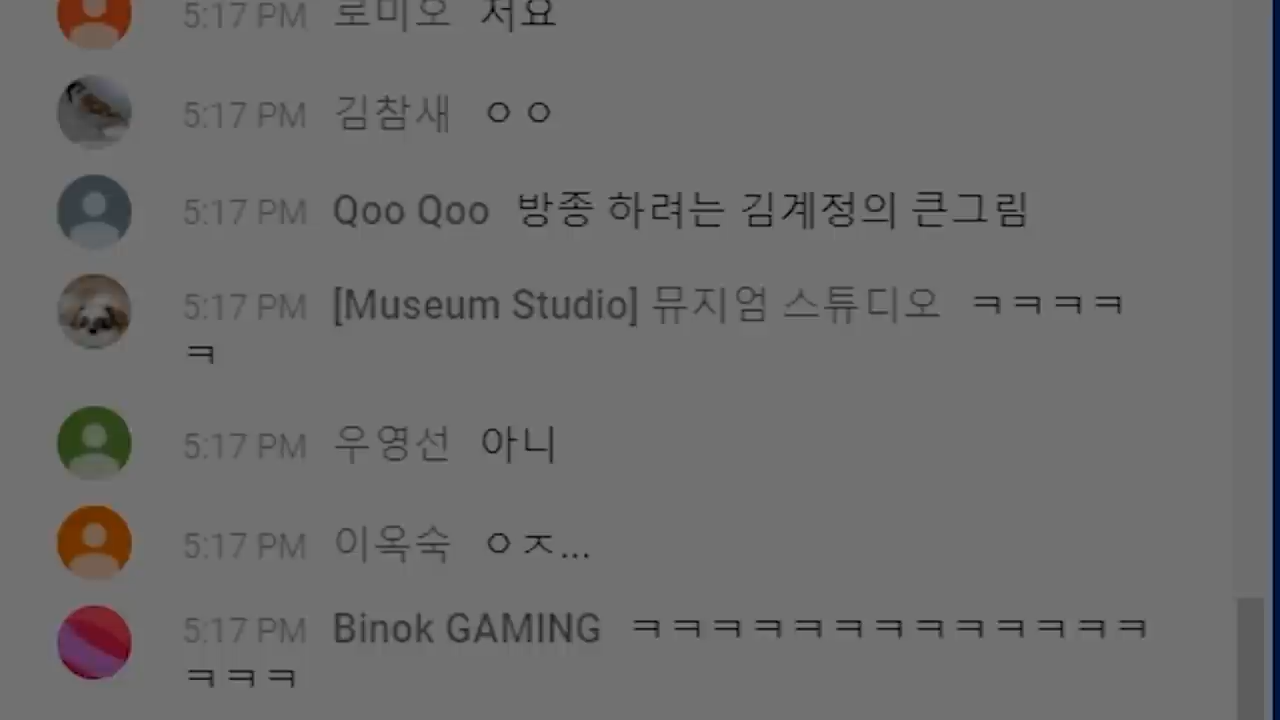 5:17 PM 로미오 저요
5:17 PM 김참새 ㅇㅇ
5:17 PM Qoo Qoo 방종 하려는 김계정의 큰그림
5:17 PM [Museum Studio] 뮤지엄 스튜디오 ㅋㅋㅋㅋ
ㅋ
5:17 PM 우영선 아니
5:17 PM 이옥숙 ㅇㅈ...
5:17 PM Binok GAMING ㅋㅋㅋㅋㅋㅋㅋㅋㅋㅋㅋㅋㅋ
ㅋㅋㅋ